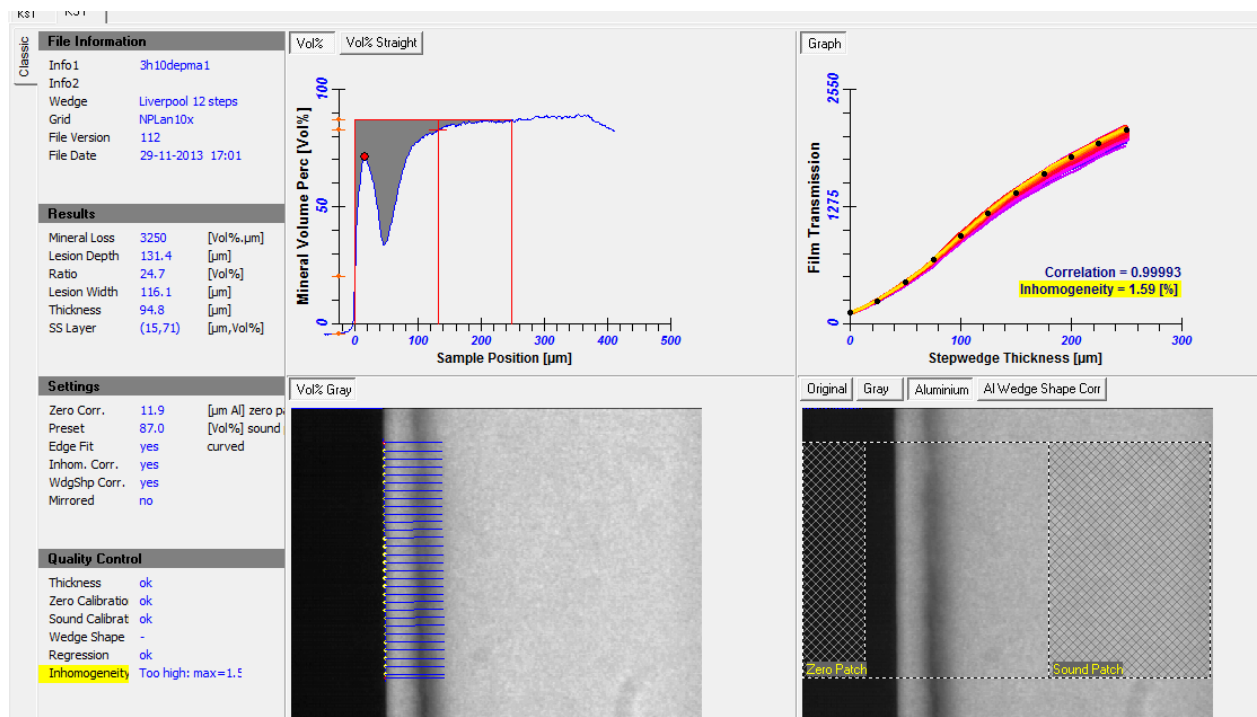 KST
KJT
Classic
File Information
Info1 3h10depma1
Info2
Wedge Liverpool 12 steps
Grid NPLan10x
File Version 112
File Date 29-11-2013 17:01
Results
Mineral Loss 3250 [Vol%.µm]
Lesion Depth 131.4 [µm]
Ratio 24.7 [Vol%]
Lesion Width 116.1 [µm]
Thickness 94.8 [µm]
SS Layer (15,71) [µm,Vol%]
Settings
Zero Corr. 11.9 [µm Al] zero p
Preset 87.0 [Vol%] sound
Edge Fit yes curved
Inhom. Corr. yes
WdgShp Corr. yes
Mirrored no
Quality Control
Thickness ok
Zero Calibratio ok
Sound Calibrat ok
Wedge Shape -
Regression ok
Inhomogeneity Too high: max=1.5
Vol% Vol% Straight
Mineral Volume Perc [Vol%]
100
50
0
0 100 200 300 400 500
Sample Position [µm]
Graph
Film Transmission
2550
1275
0
Correlation = 0.99993
Inhomogeneity = 1.59 [%]
0 100 200 300
Stepwedge Thickness [µm]
Vol% Gray
Original Gray Aluminium Al Wedge Shape Corr
Zero Patch Sound Patch